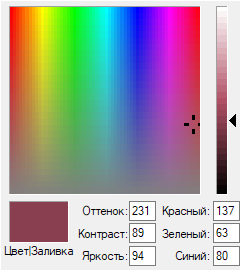 Оттенок: 231 Красный: 137
Контраст: 89 Зеленый: 63
Цвет|Заливка
Яркость: 94 Синий: 80